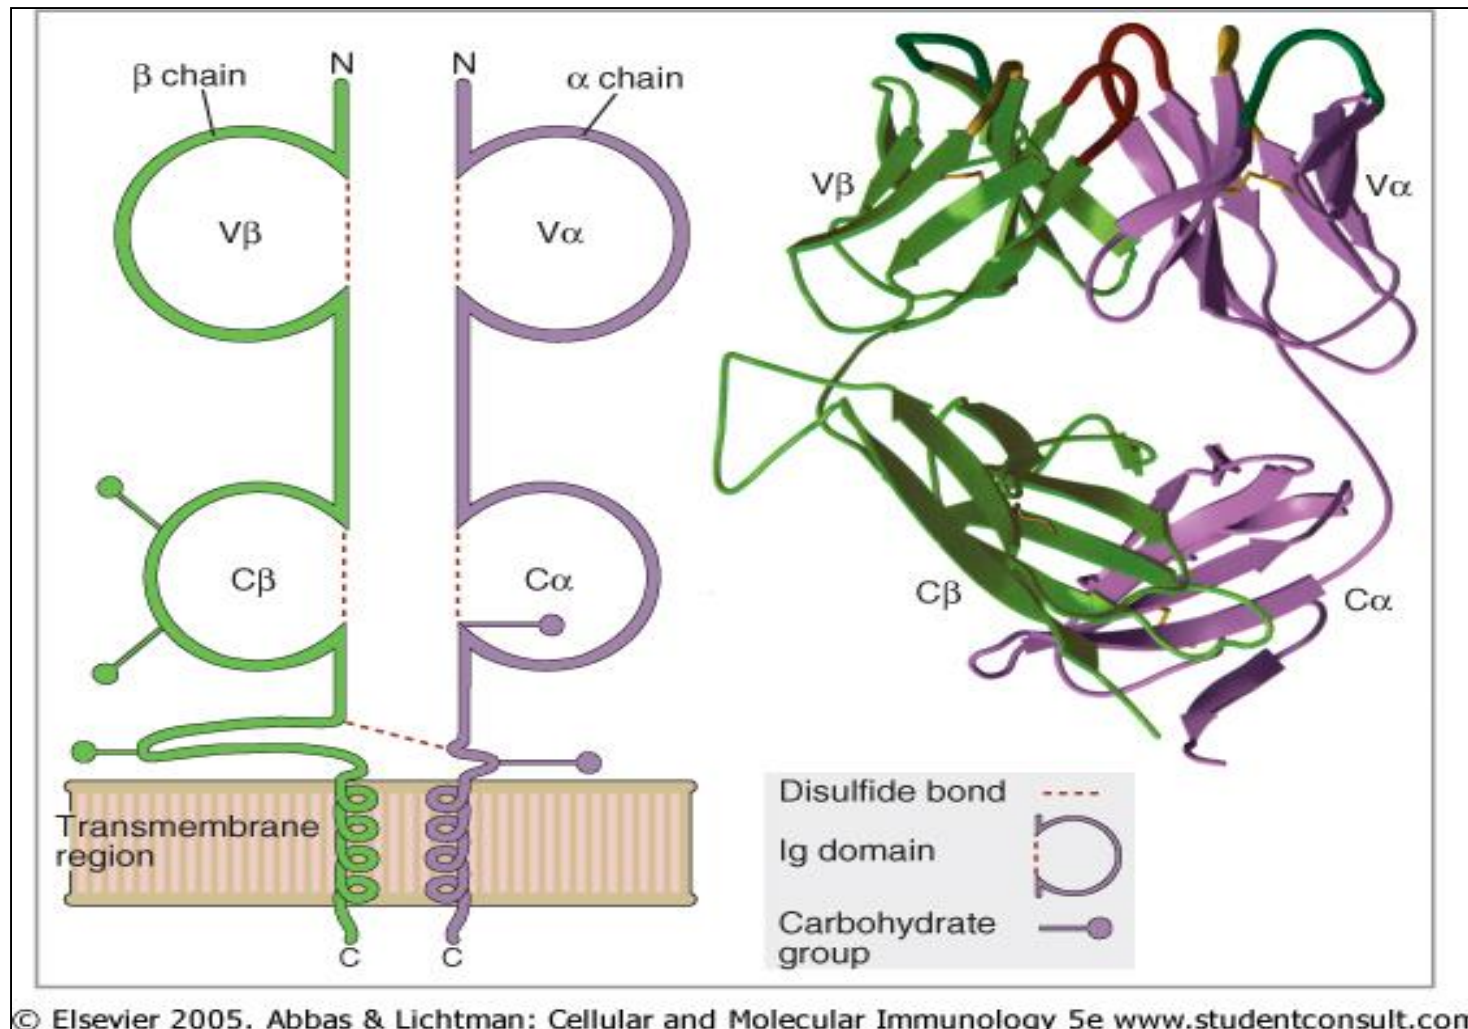 β chain
N
N
α chain
Vβ
Vα
Vβ
Vα
Cβ
Cα
Cβ
Cα
Transmembrane
region
C
C
Disulfide bond
Ig domain
Carbohydrate
group
© Elsevier 2005. Abbas & Lichtman: Cellular and Molecular Immunology 5e www.studentconsult.com